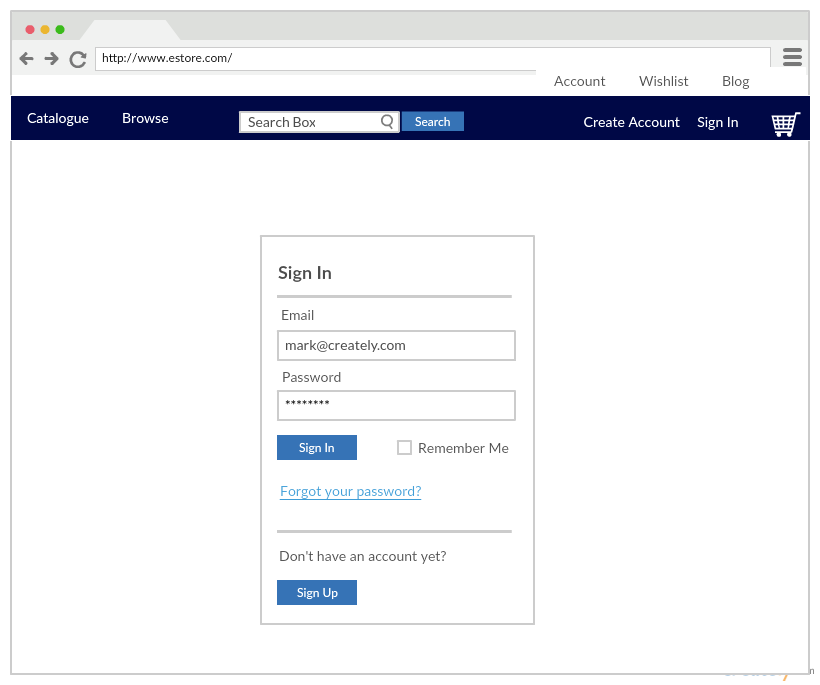 http://www.estore.com/
Account Wishlist Blog
Catalogue Browse Search Box Search Create Account Sign In
Sign In
Email
mark@creately.com
Password
********
Sign In Remember Me
Forgot your password?
Don't have an account yet?
Sign Up